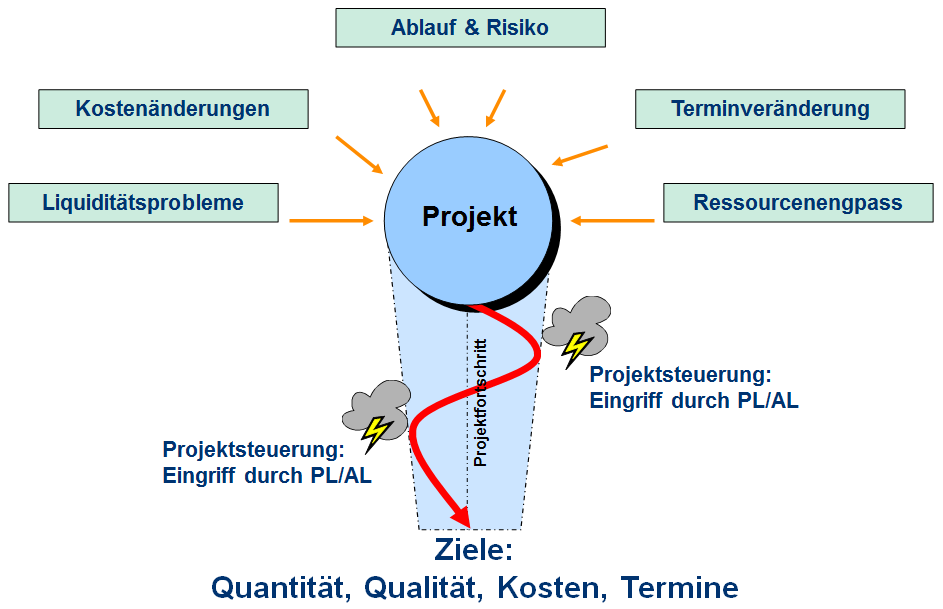 Ablauf & Risiko
Kostenänderungen
Terminveränderung
Liquiditätsprobleme
Projekt
Ressourcenengpass
Projektfortschritt
Projektsteuerung:
Eingriff durch PL/AL
Projektsteuerung:
Eingriff durch PL/AL
Ziele:
Quantität, Qualität, Kosten, Termine